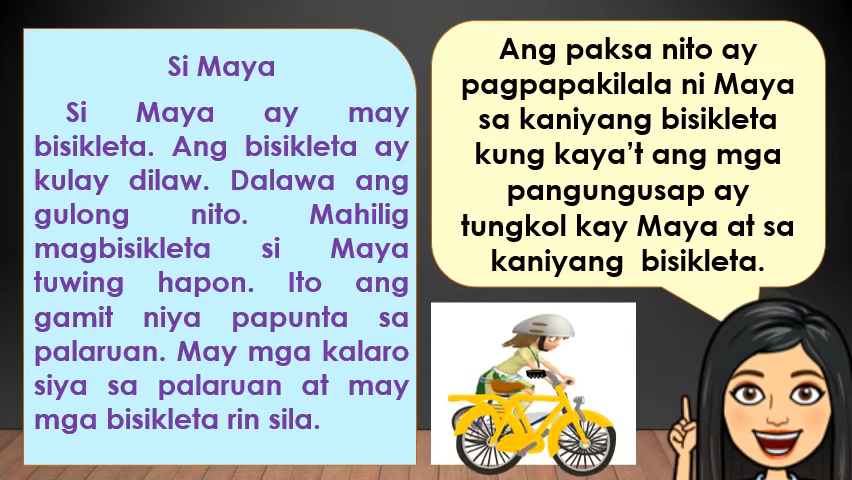 Si Maya
Si Maya ay may
bisikleta. Ang bisikleta ay
kulay dilaw. Dalawa ang
gulong nito. Mahilig
magbisikleta si Maya
tuwing hapon. Ito ang
gamit niya papunta sa
palaruan. May mga kalaro
siya sa palaruan at may
mga bisikleta rin sila.
Ang paksa nito ay
pagpapakilala ni Maya
sa kaniyang bisikleta
kung kaya’t ang mga
pangungusap ay
tungkol kay Maya at sa
kaniyang bisikleta.